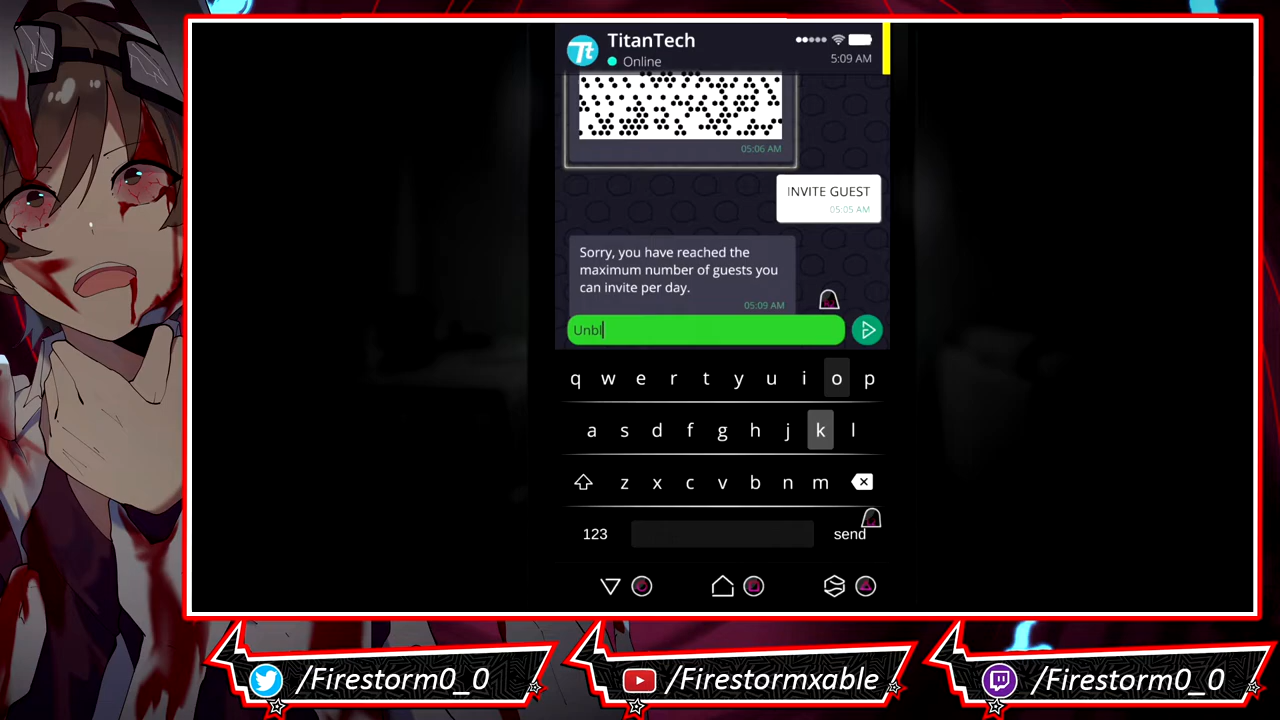 Tt
TitanTech
Online
5:09 AM
05:06 AM
INVITE GUEST
05:05 AM
Sorry, you have reached the
maximum number of guests you
can invite per day.
05:09 AM
Unbl
q w e r t y u i o p
a s d f g h j k l
z x c v b n m
123
send
/Firestorm0_0
/Firestormxable
/Firestorm0_0